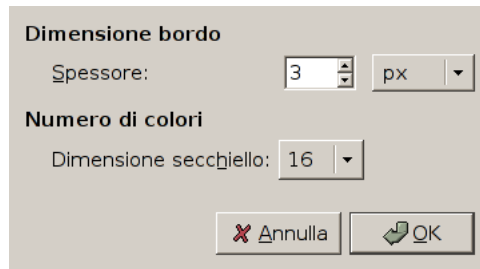 Dimensione bordo
Spessore: 3 px
Numero di colori
Dimensione secchiello: 16
Annulla OK